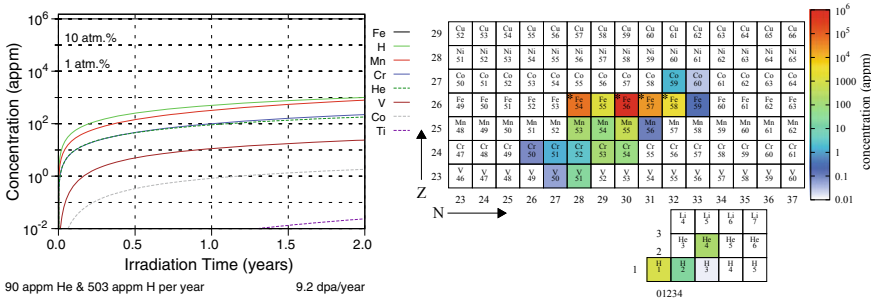 Concentration (appm)
10^6
10^4
10^2
10^0
10^-2
10 atm.%
1 atm.%
0.0 0.5 1.0 1.5 2.0
Irradiation Time (years)
90 appm He & 503 appm H per year 9.2 dpa/year
Fe
H
Mn
Cr
He
V
Co
Ti
29 Cu Cu Cu Cu Cu Cu Cu Cu Cu Cu Cu Cu Cu Cu Cu
52 53 54 55 56 57 58 59 60 61 62 63 64 65 66
28 Ni Ni Ni Ni Ni Ni Ni Ni Ni Ni Ni Ni Ni Ni Ni
51 52 53 54 55 56 57 58 59 60 61 62 63 64 65
27 Co Co Co Co Co Co Co Co Co Co Co Co Co Co Co
50 51 52 53 54 55 56 57 58 59 60 61 62 63 64
26 Fe Fe Fe Fe Fe *Fe Fe *Fe *Fe *Fe Fe Fe Fe Fe Fe
49 50 51 52 53 54 55 56 57 58 59 60 61 62 63
25 Mn Mn Mn Mn Mn Mn Mn Mn Mn Mn Mn Mn Mn Mn Mn
48 49 50 51 52 53 54 55 56 57 58 59 60 61 62
24 Cr Cr Cr Cr Cr Cr Cr Cr Cr Cr Cr Cr Cr Cr Cr
47 48 49 50 51 52 53 54 55 56 57 58 59 60 61
23 V V V V V V V V V V V V V V V
46 47 48 49 50 51 52 53 54 55 56 57 58 59 60
23 24 25 26 27 28 29 30 31 32 33 34 35 36 37
Z
N
3 Li Li Li Li
4 5 6 7
2 He He He He
3 4 5 6
1 H H H H H
1 2 3 4 5
01234
10^6
10^5
10^4
1000
100
10
1
0.1
0.01
concentration (appm)